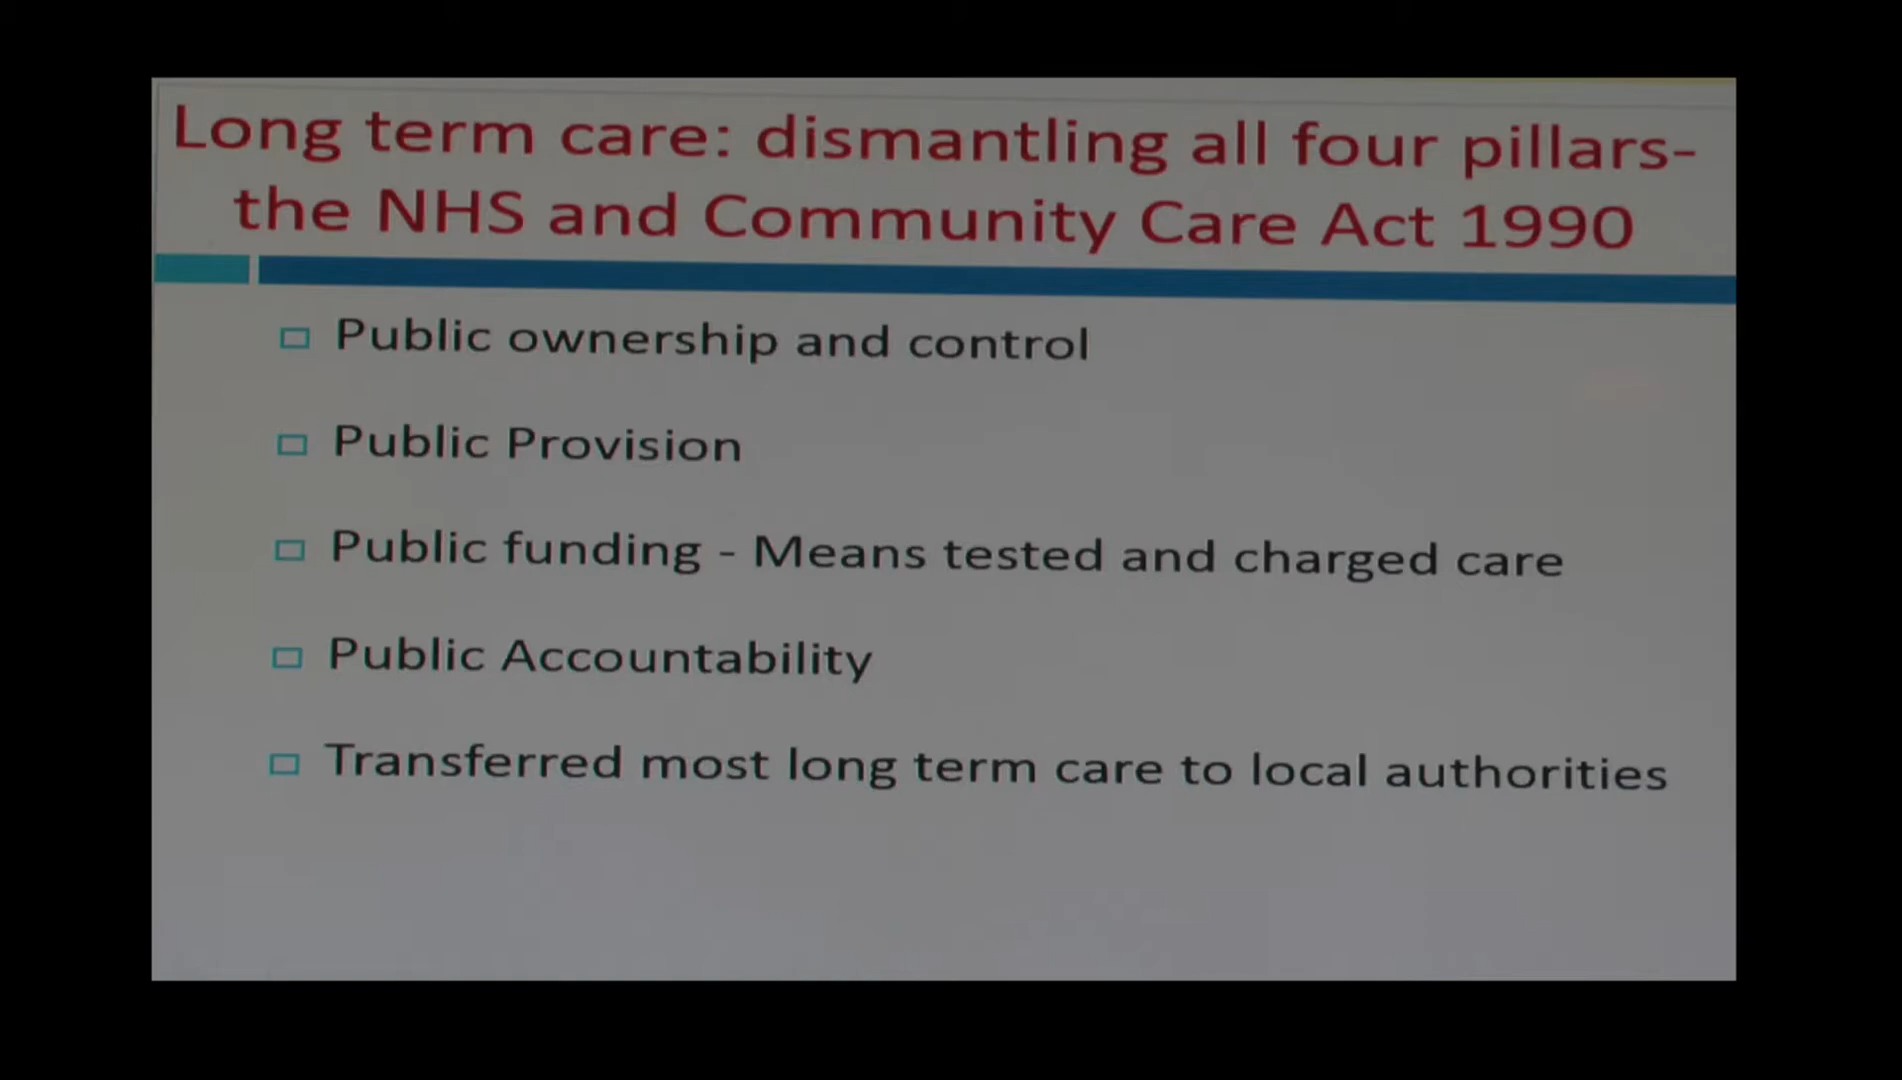 Long term care: dismantling all four pillars-
the NHS and Community Care Act 1990
Public ownership and control
Public Provision
Public funding - Means tested and charged care
Public Accountability
Transferred most long term care to local authorities